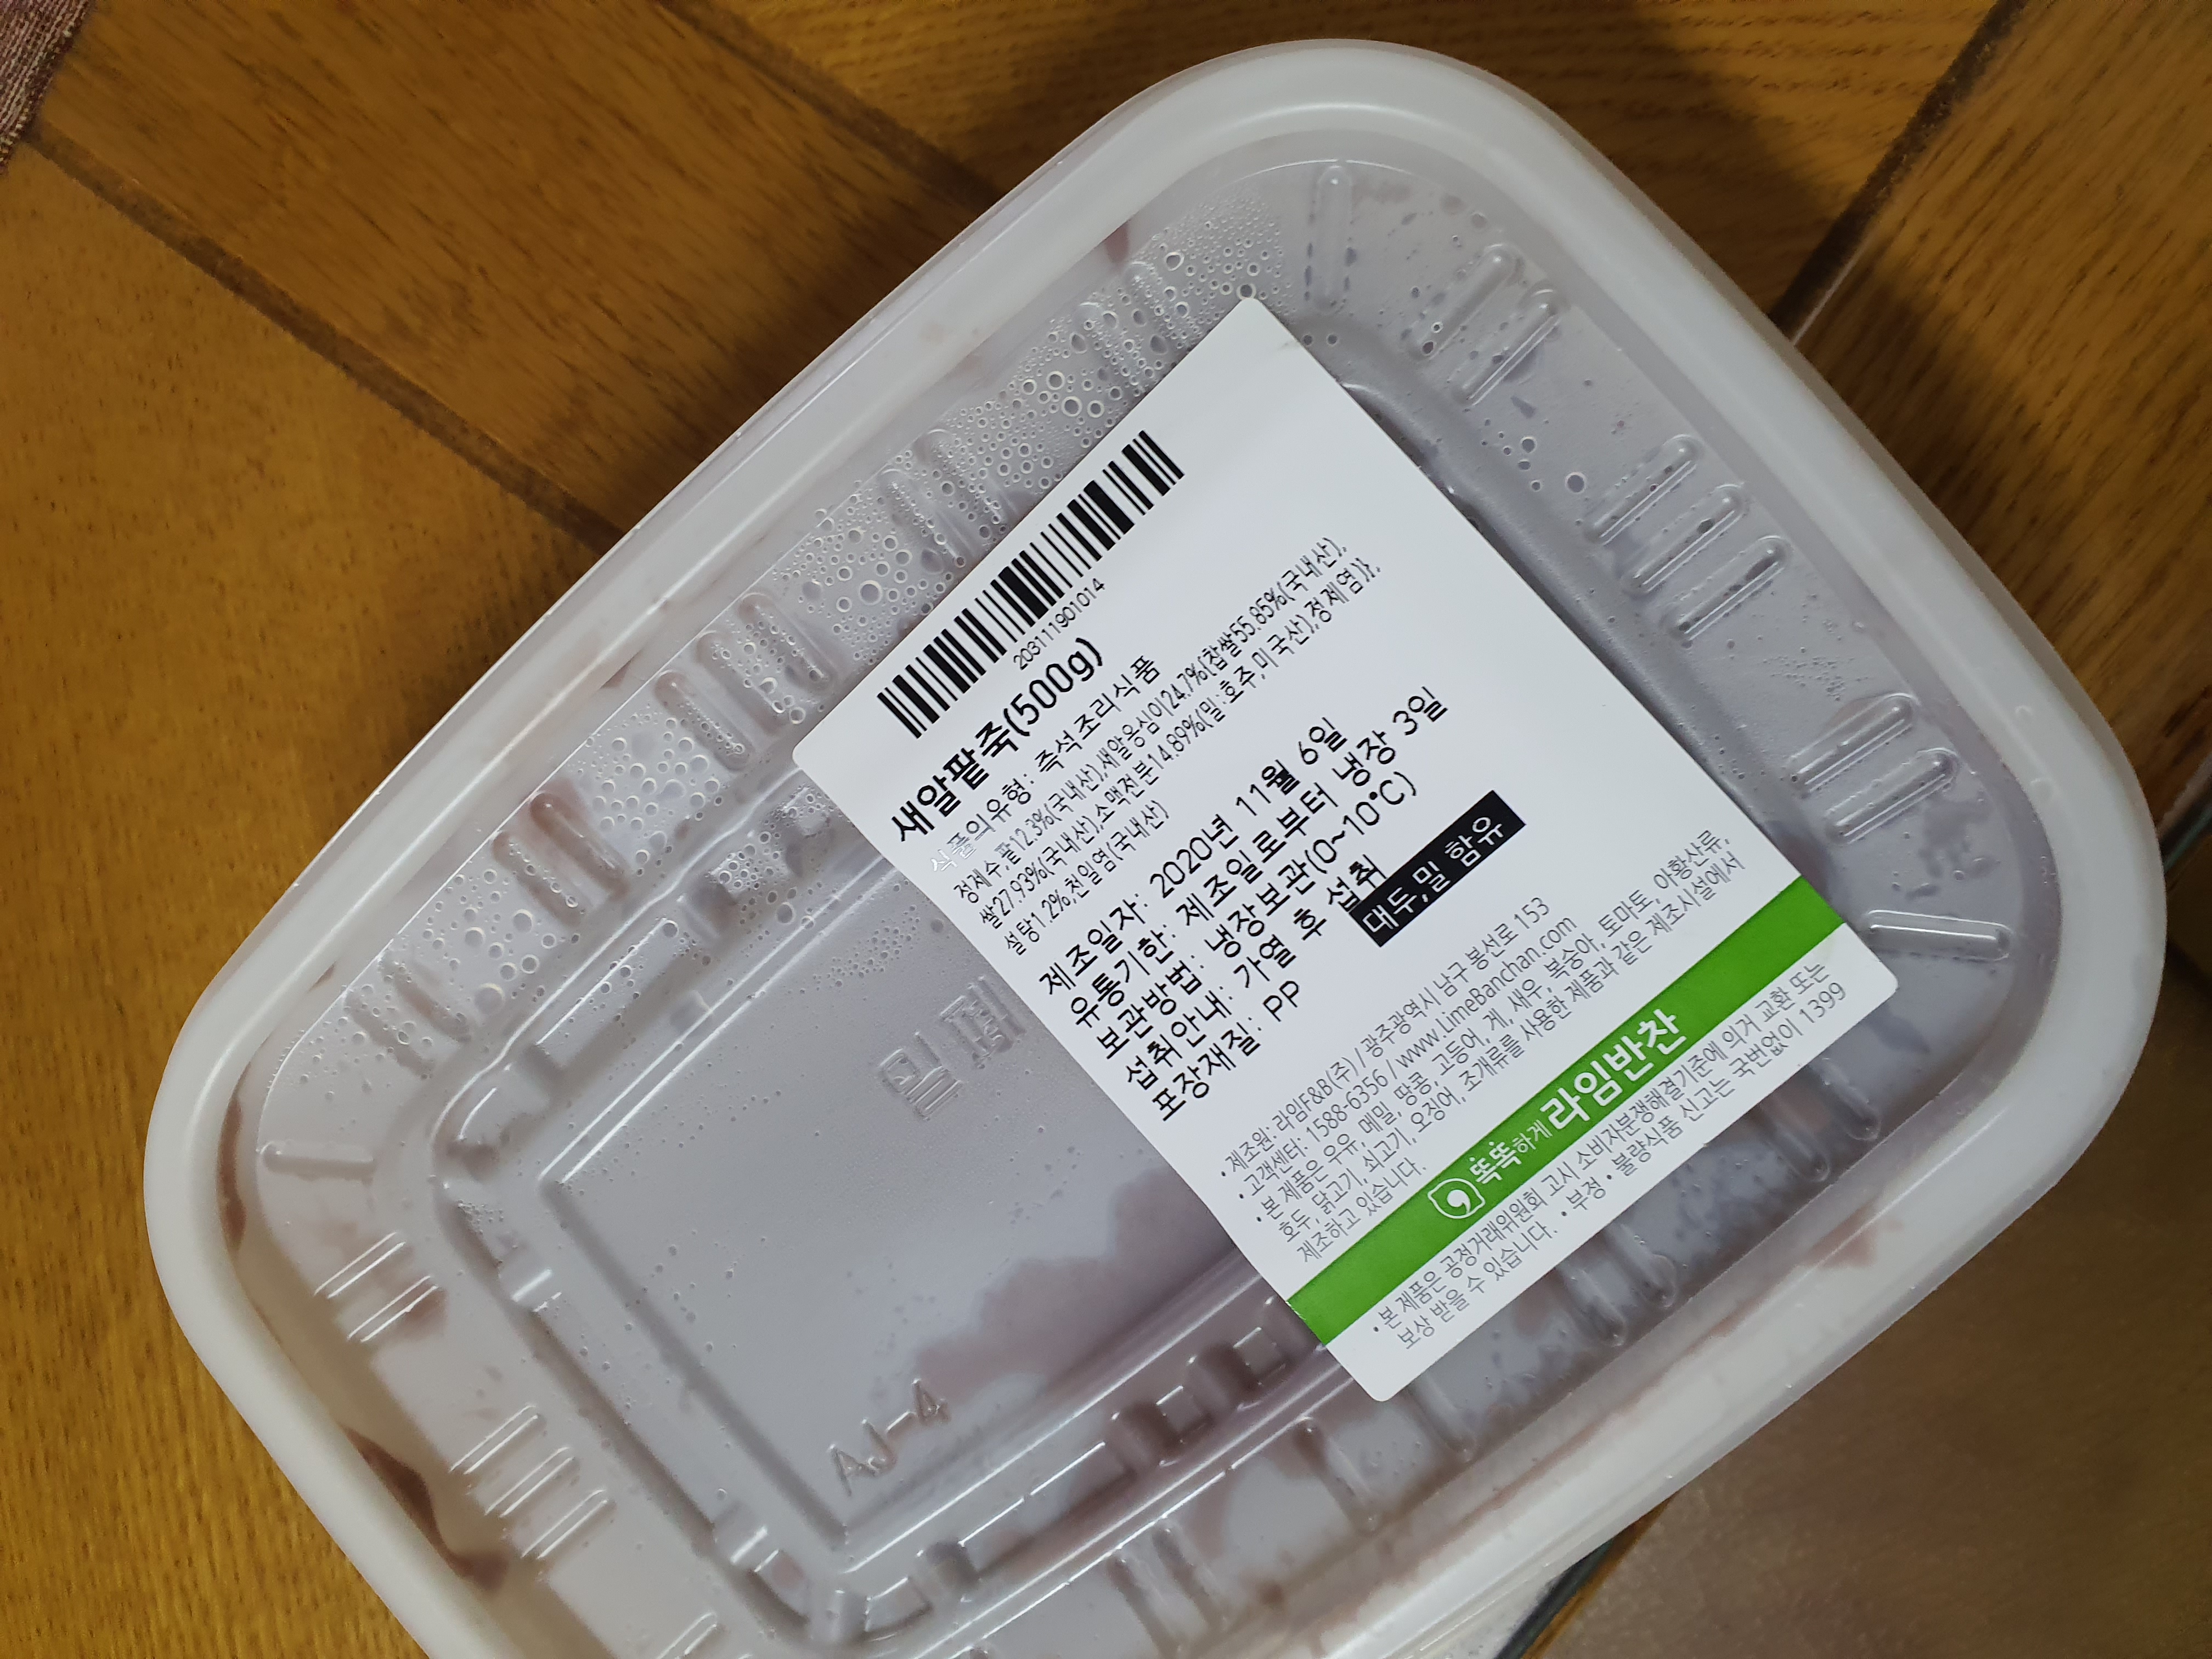 203111901014
새알팥죽(500g)
식품의유형: 즉석조리식품
정제수,팥12.3%(국내산),새알옹심이24.7%{찹쌀55.85%(국내산),
쌀27.93%(국내산),소맥전분14.89%(밀:호주,미국산),정제염}},
설탕1.2%,천일염(국내산)
제조일자: 2020년 11월 6일
유통기한: 제조일로부터 냉장 3일
보관방법: 냉장보관(0~10℃)
섭취안내: 가열 후 섭취
포장재질: PP
대두,밀 함유
• 제조원: 라임F&B(주) / 광주광역시 남구 봉선로 153
• 고객센터: 1588-6356 / www.LimeBanchan.com
• 본 제품은 우유, 메밀, 땅콩, 고등어, 게, 새우, 복숭아, 토마토, 아황산류,
호두, 닭고기, 쇠고기, 오징어, 조개류를 사용한 제품과 같은 제조시설에서
제조하고 있습니다.
똑똑하게 라임반찬
• 본 제품은 공정거래위원회 고시 소비자분쟁해결기준에 의거 교환 또는
보상 받을 수 있습니다. • 부정 • 불량식품 신고는 국번없이 1399
AJ-4